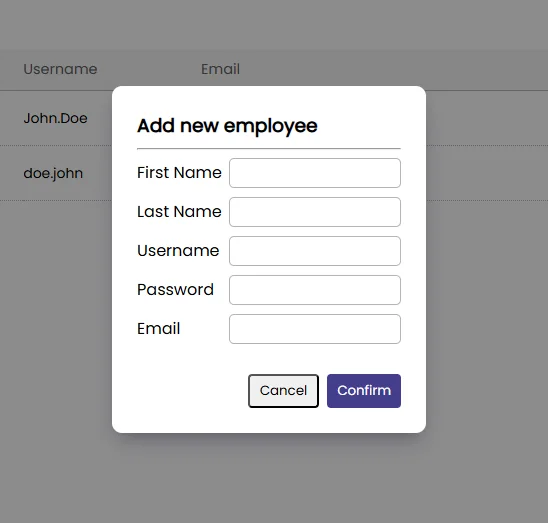 Username Email
John.Doe
doe.john
Add new employee
First Name
Last Name
Username
Password
Email
Cancel Confirm